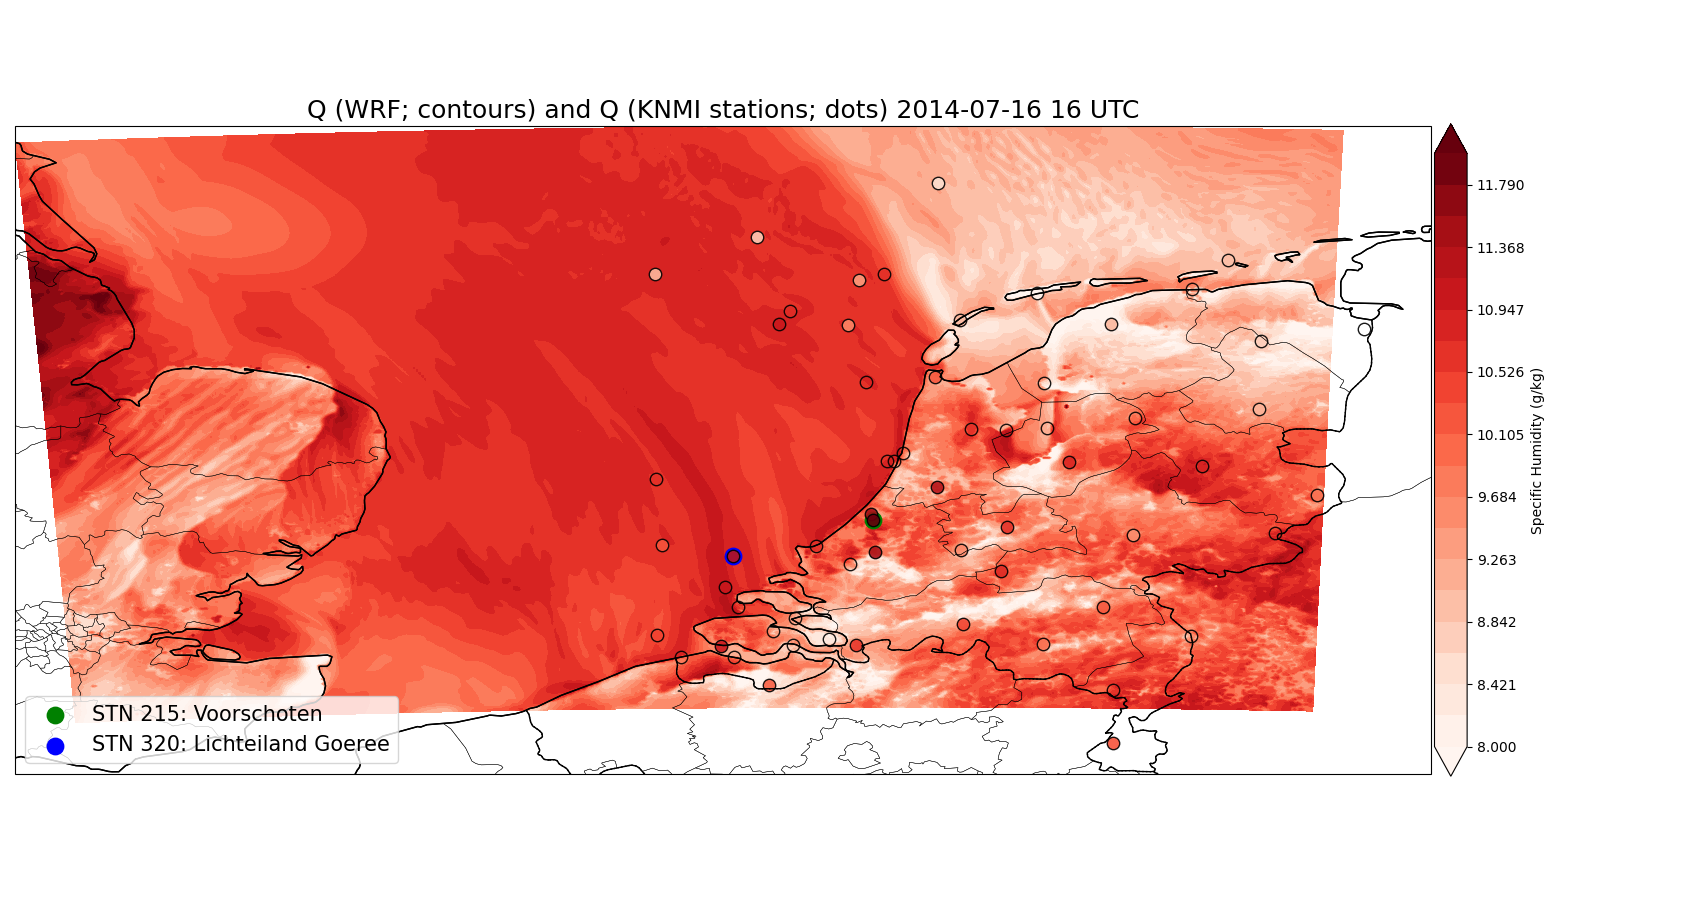 Q (WRF; contours) and Q (KNMI stations; dots) 2014-07-16 16 UTC
11.790
11.368
10.947
10.526
10.105
9.684
9.263
8.842
8.421
8.000
Specific Humidity (g/kg)
STN 215: Voorschoten
STN 320: Lichteiland Goeree